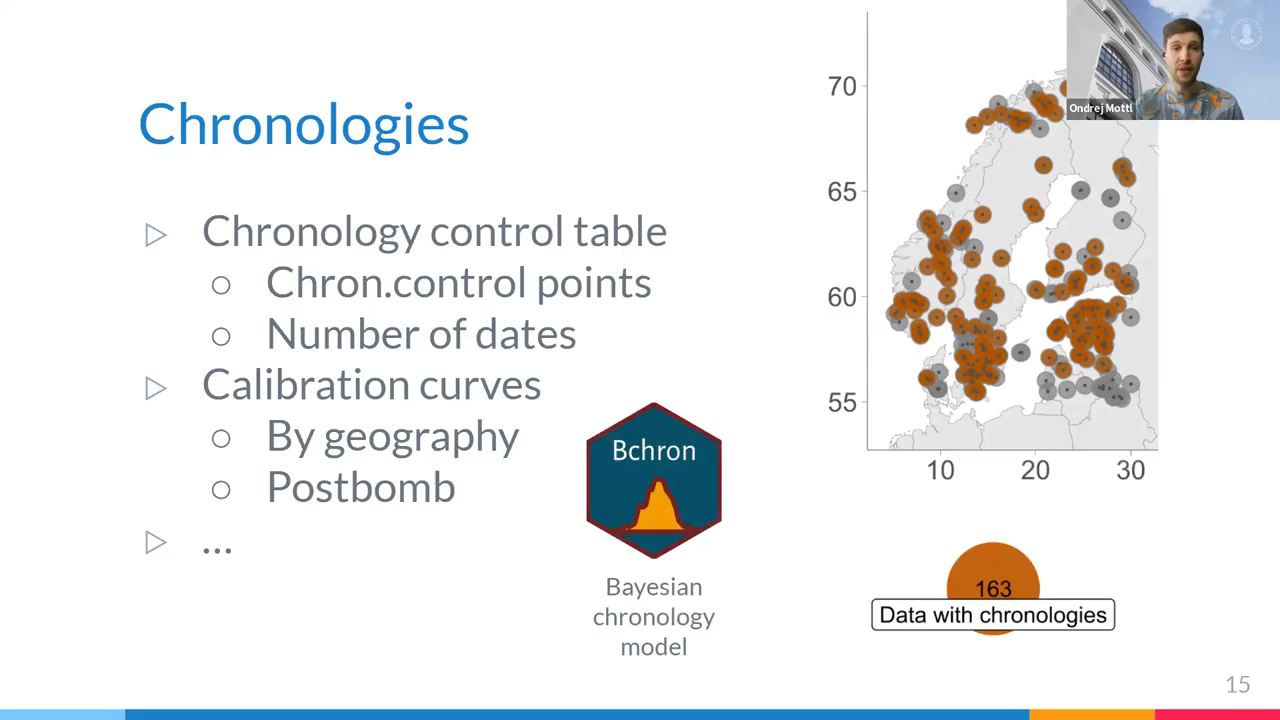 Chronologies
▷ Chronology control table
○ Chron.control points
○ Number of dates
▷ Calibration curves
○ By geography
○ Postbomb
▷ ...
Bchron
Bayesian
chronology
model
70
65
60
55
10 20 30
163
Data with chronologies
Ondrej Mottl
15